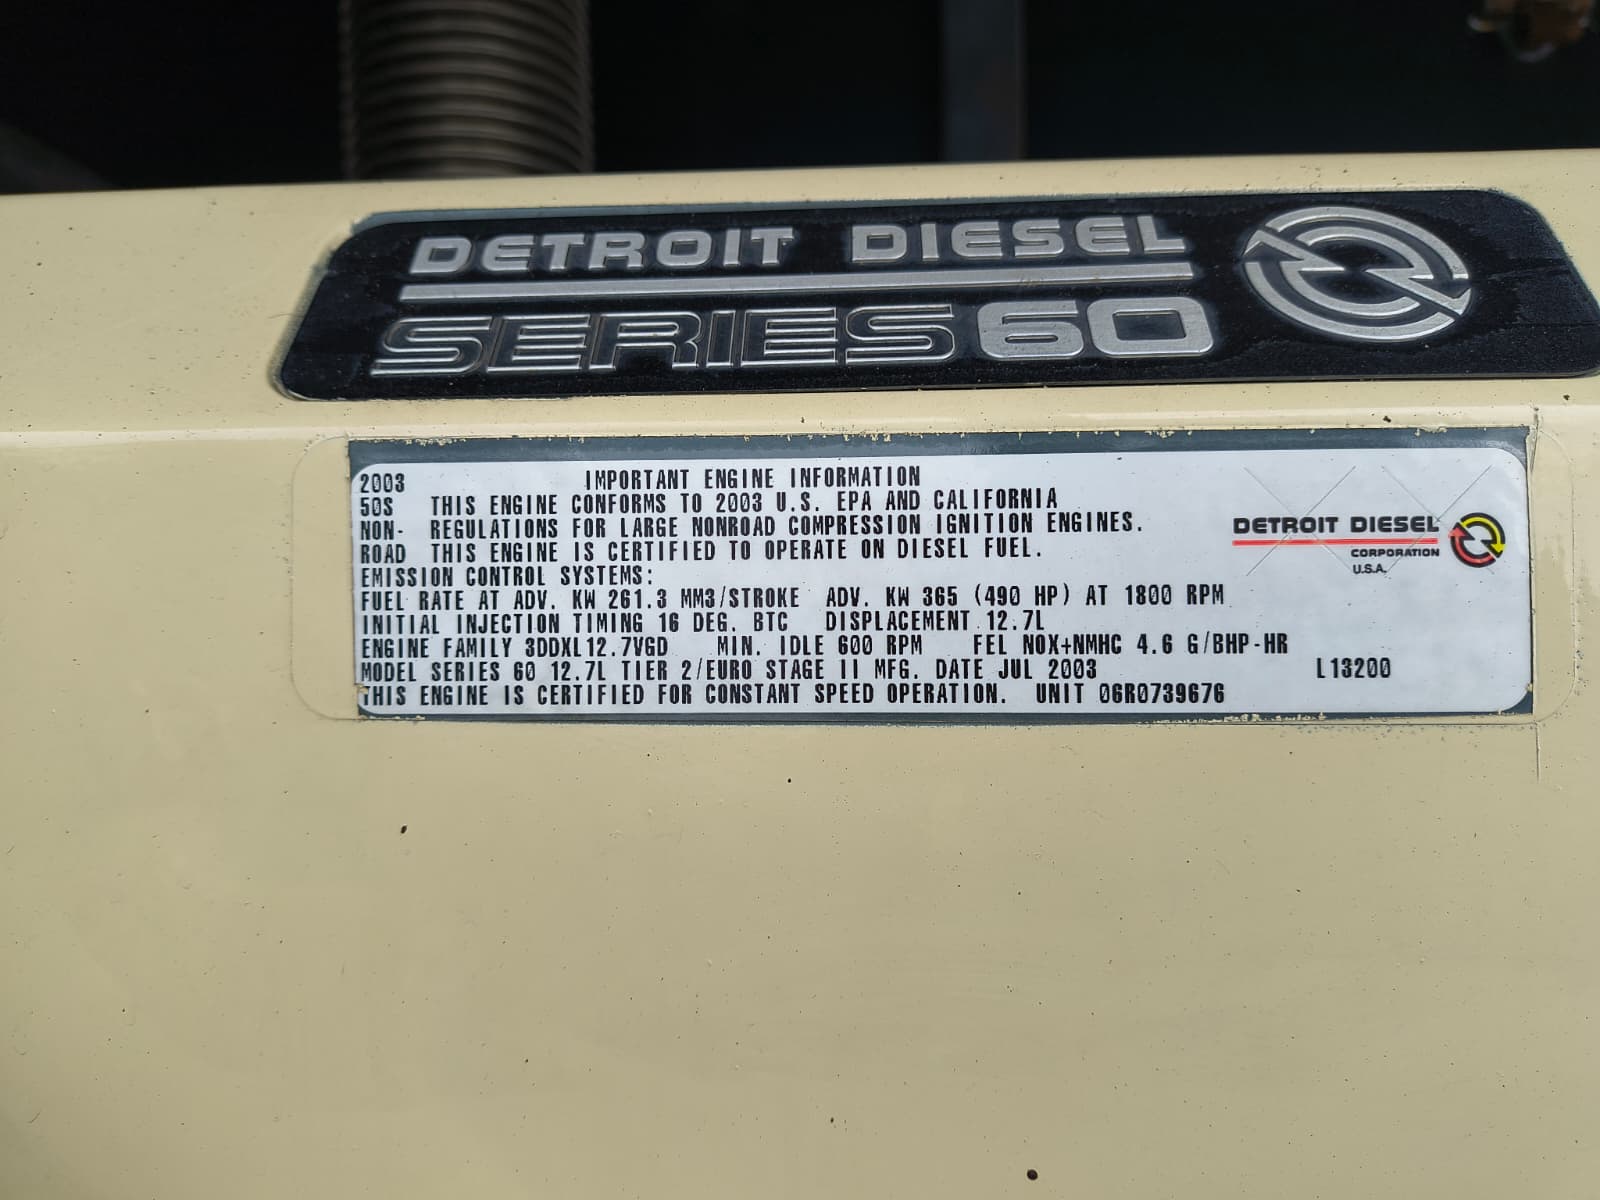 DETROIT DIESEL
SERIES 60
2003 IMPORTANT ENGINE INFORMATION
50S THIS ENGINE CONFORMS TO 2003 U.S. EPA AND CALIFORNIA
NON- REGULATIONS FOR LARGE NONROAD COMPRESSION IGNITION ENGINES.
ROAD THIS ENGINE IS CERTIFIED TO OPERATE ON DIESEL FUEL.
EMISSION CONTROL SYSTEMS:
FUEL RATE AT ADV. KW 261.3 MM3/STROKE ADV. KW 365 (490 HP) AT 1800 RPM
INITIAL INJECTION TIMING 16 DEG. BTC DISPLACEMENT 12.7L
ENGINE FAMILY 3DDXL12.7VGD MIN. IDLE 600 RPM FEL NOX+NMHC 4.6 G/BHP-HR
MODEL SERIES 60 12.7L TIER 2/EURO STAGE II MFG. DATE JUL 2003 L13200
THIS ENGINE IS CERTIFIED FOR CONSTANT SPEED OPERATION. UNIT 06R0739676
DETROIT DIESEL
CORPORATION
U.S.A.